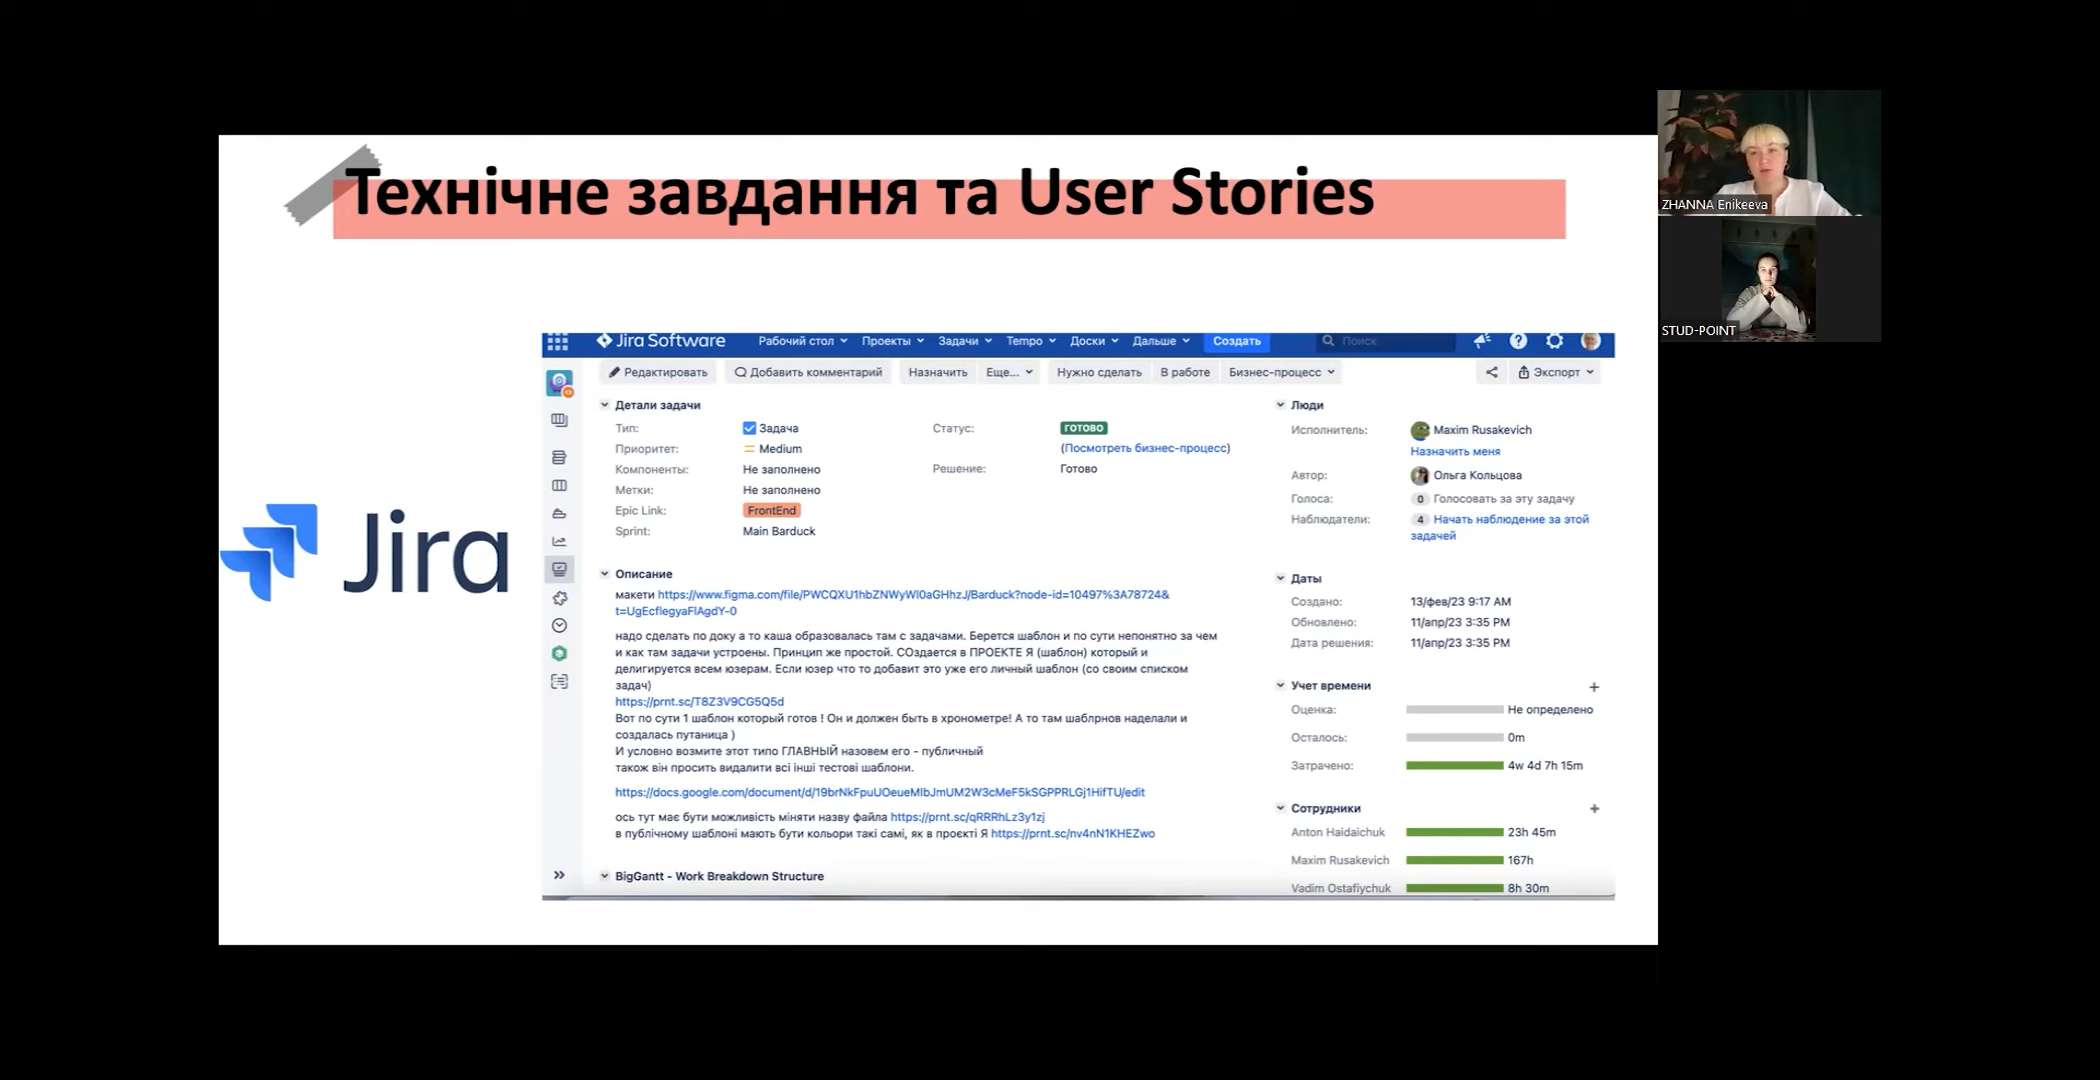 Технічне завдання та User Stories
ZHANNA Enikeeva
STUD-POINT
Jira
Jira Software
Рабочий стол
Проекты
Задачи
Tempo
Доски
Дальше
Создать
Поиск
Редактировать
Добавить комментарий
Назначить
Еще...
Нужно сделать
В работе
Бизнес-процесс
Экспорт
Детали задачи
Тип: Задача
Приоритет: Medium
Компоненты: Не заполнено
Метки: Не заполнено
Epic Link: FrontEnd
Sprint: Main Barduck
Статус: ГОТОВО
(Посмотреть бизнес-процесс)
Решение: Готово
Описание
макети https://www.figma.com/file/PWCQXU1hbZNWyWl0aGHhzJ/Barduck?node-id=10497%3A78724&
t=UgEcflegyaFlAgdY-0
надо сделать по доку а то каша образовалась там с задачами. Берется шаблон и по сути непонятно за чем
и как там задачи устроены. Принцип же простой. СОздается в ПРОЕКТЕ Я (шаблон) который и
делигируется всем юзерам. Если юзер что то добавит это уже его личный шаблон (со своим списком
задач)
https://prnt.sc/T8Z3V9CG5Q5d
Вот по сути 1 шаблон который готов ! Он и должен быть в хронометре! А то там шаблрнов наделали и
создалась путаница )
И условно возмите этот типо ГЛАВНЫЙ назовем его - публичный
також він просить видалити всі інші тестові шаблони.
https://docs.google.com/document/d/19brNkFpuUOeueMlbJmUM2W3cMeF5kSGPPRLGj1HifTU/edit
ось тут має бути можливість міняти назву файла https://prnt.sc/qRRRhLz3y1zj
в публічному шаблоні мають бути кольори такі самі, як в проєкті Я https://prnt.sc/nv4nN1KHEZwo
BigGantt - Work Breakdown Structure
Люди
Исполнитель: Maxim Rusakevich
Назначить меня
Автор: Ольга Кольцова
Голоса: 0 Голосовать за эту задачу
Наблюдатели: 4 Начать наблюдение за этой
задачей
Даты
Создано: 13/фев/23 9:17 AM
Обновлено: 11/апр/23 3:35 PM
Дата решения: 11/апр/23 3:35 PM
Учет времени
Оценка: Не определено
Осталось: 0m
Затрачено: 4w 4d 7h 15m
Сотрудники
Anton Haidaichuk 23h 45m
Maxim Rusakevich 167h
Vadim Ostafiychuk 8h 30m